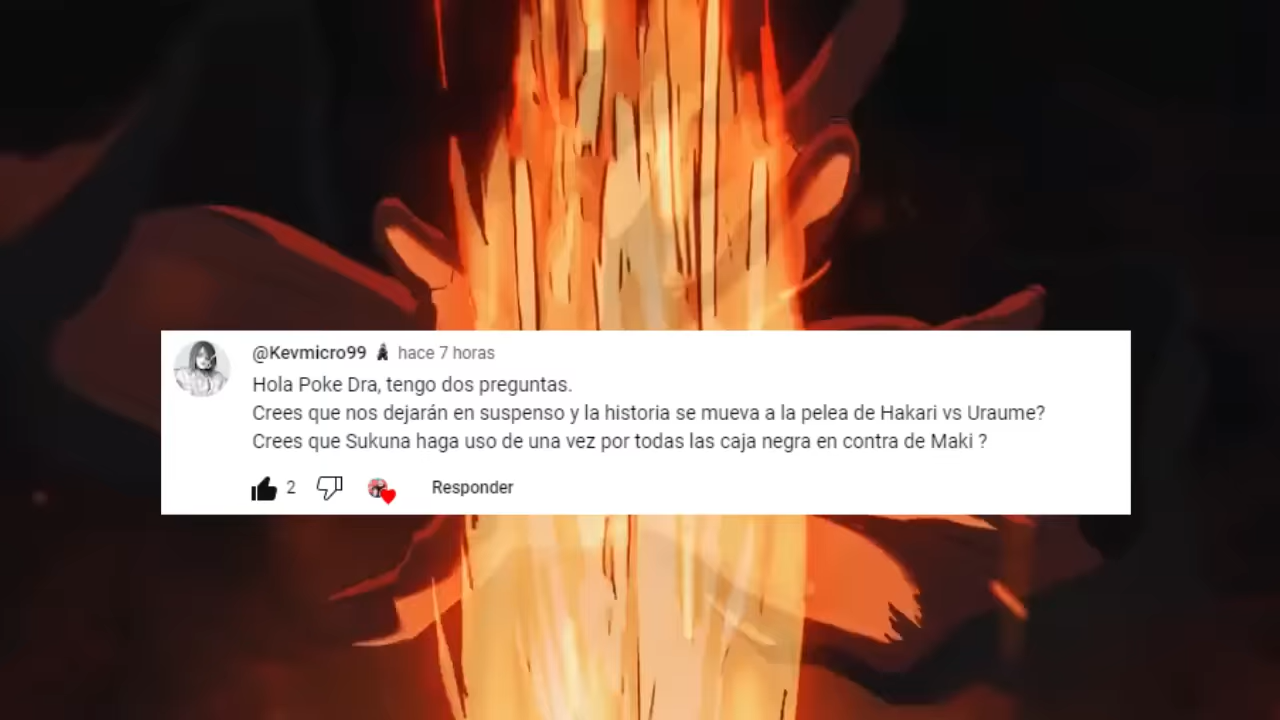 @Kevmicro99 hace 7 horas
Hola Poke Dra, tengo dos preguntas.
Crees que nos dejarán en suspenso y la historia se mueva a la pelea de Hakari vs Uraume?
Crees que Sukuna haga uso de una vez por todas las caja negra en contra de Maki ?
2 Responder